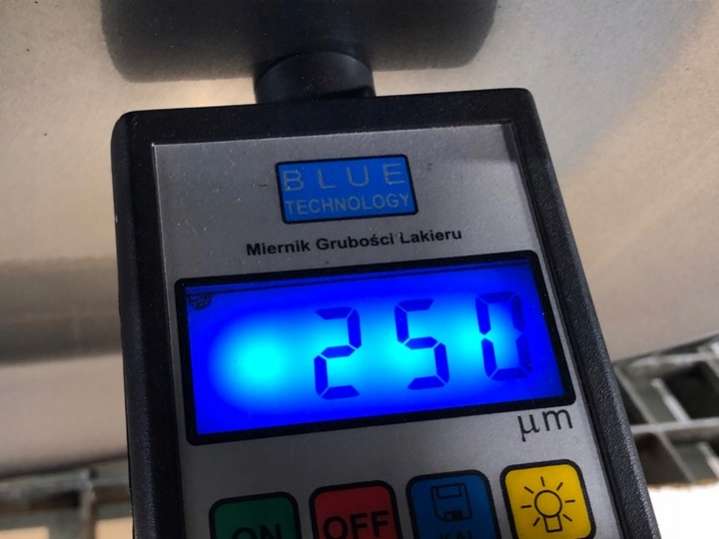 BLUE
TECHNOLOGY
Miernik Grubości Lakieru
250
μm
ON OFF